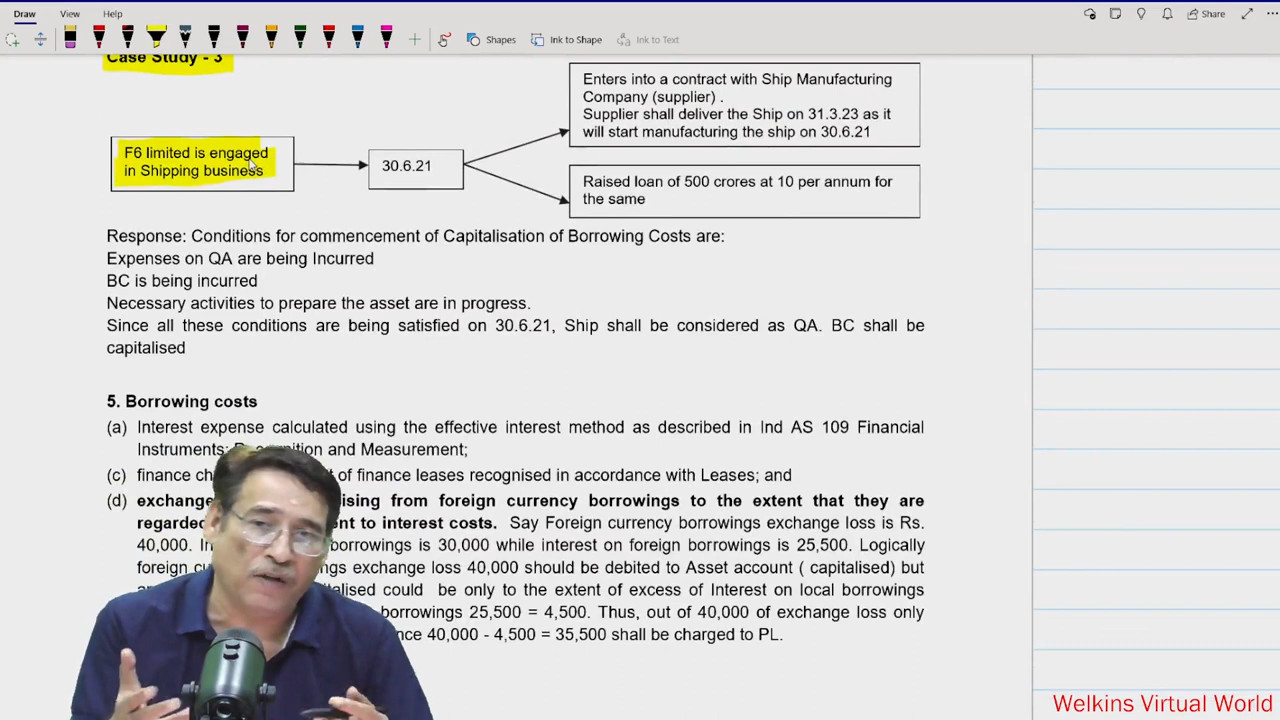 Draw View Help
Share
Shapes Ink to Shape Ink to Text
Case Study - 3
Enters into a contract with Ship Manufacturing
Company (supplier) .
Supplier shall deliver the Ship on 31.3.23 as it
will start manufacturing the ship on 30.6.21
F6 limited is engaged
in Shipping business
30.6.21
Raised loan of 500 crores at 10 per annum for
the same
Response: Conditions for commencement of Capitalisation of Borrowing Costs are:
Expenses on QA are being Incurred
BC is being incurred
Necessary activities to prepare the asset are in progress.
Since all these conditions are being satisfied on 30.6.21, Ship shall be considered as QA. BC shall be
capitalised
5. Borrowing costs
(a) Interest expense calculated using the effective interest method as described in Ind AS 109 Financial
Instruments: and Measurement;
(c) finance of finance leases recognised in accordance with Leases; and
(d) exchange from foreign currency borrowings to the extent that they are
to interest costs. Say Foreign currency borrowings exchange loss is Rs.
40,000. borrowings is 30,000 while interest on foreign borrowings is 25,500. Logically
foreign exchange loss 40,000 should be debited to Asset account ( capitalised) but
could be only to the extent of excess of Interest on local borrowings
borrowings 25,500 = 4,500. Thus, out of 40,000 of exchange loss only
40,000 - 4,500 = 35,500 shall be charged to PL.
Welkins Virtual World